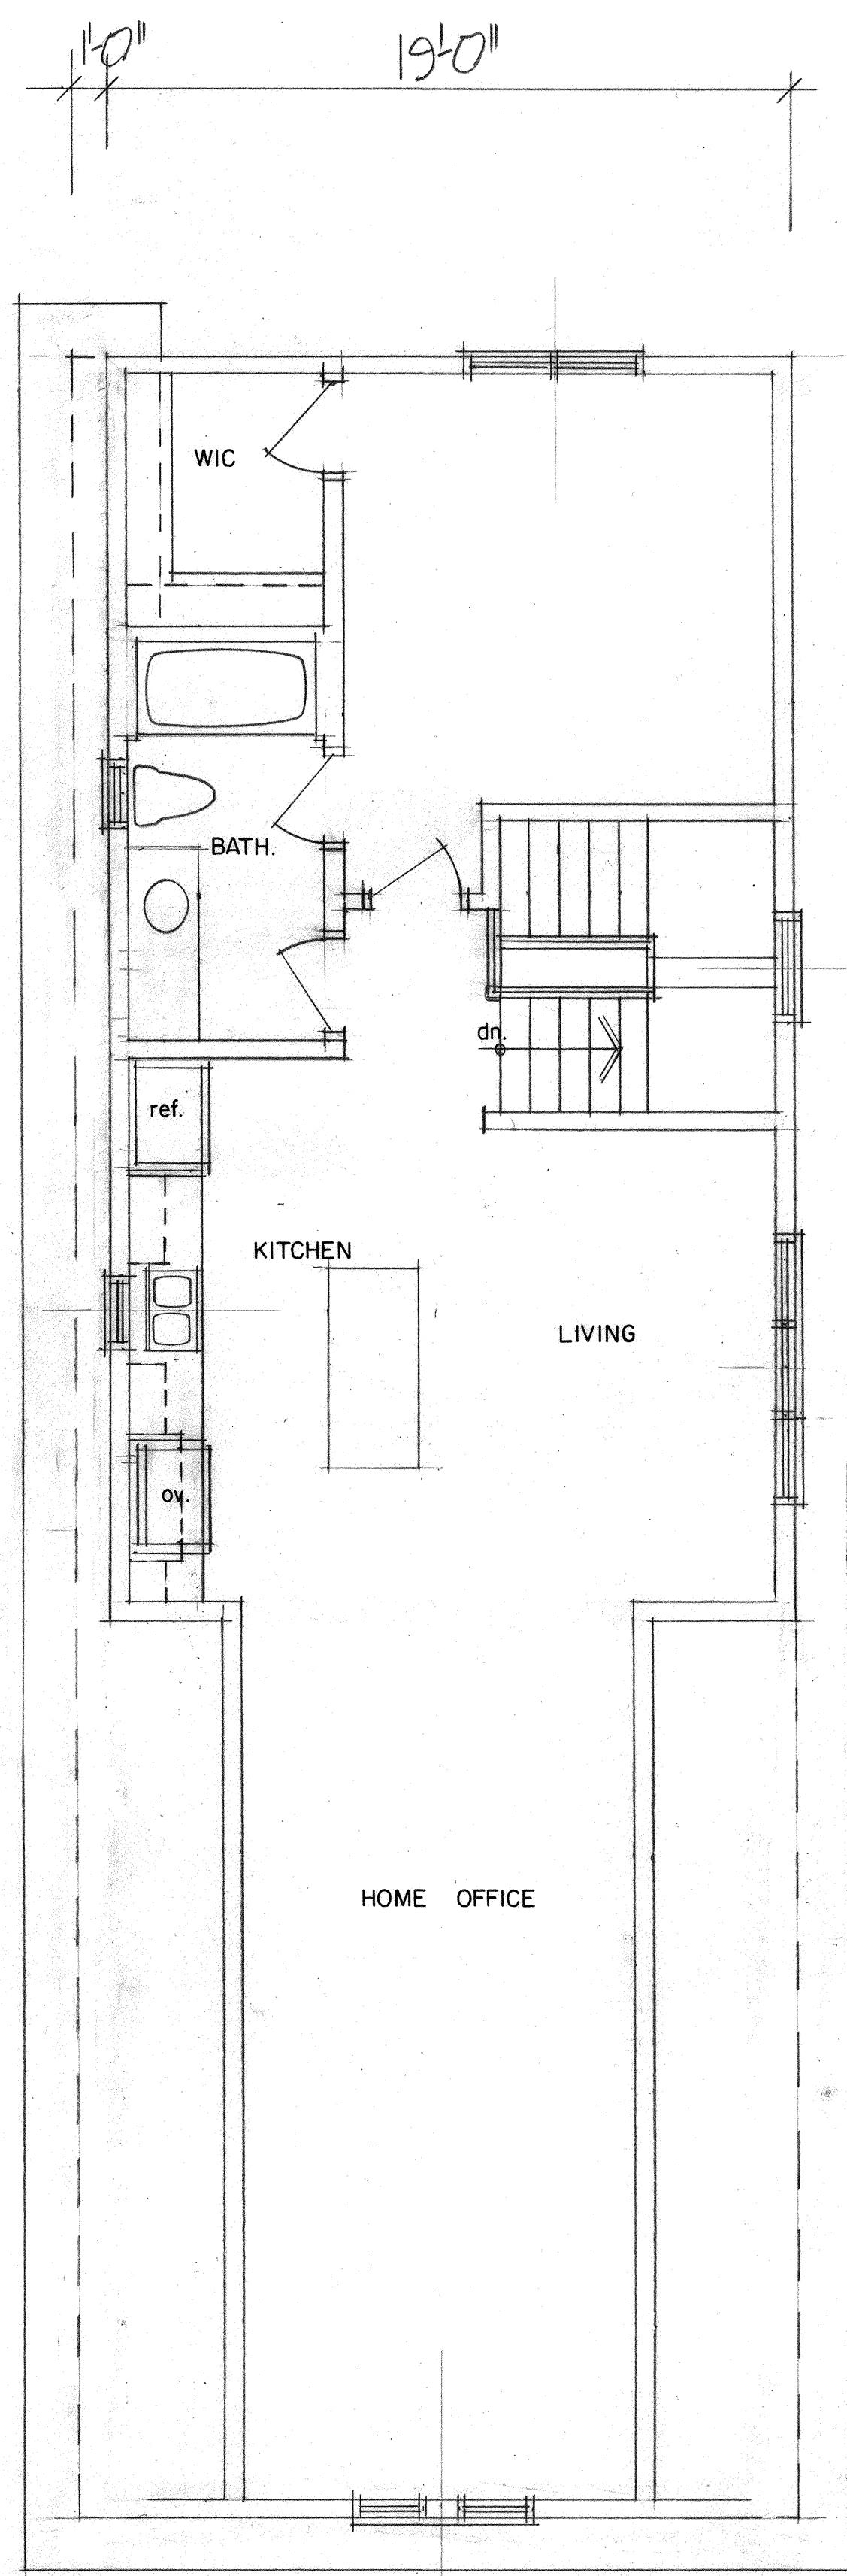 1'-0" 19'-0"
WIC
BATH.
dn.
ref.
KITCHEN
LIVING
ov.
HOME OFFICE